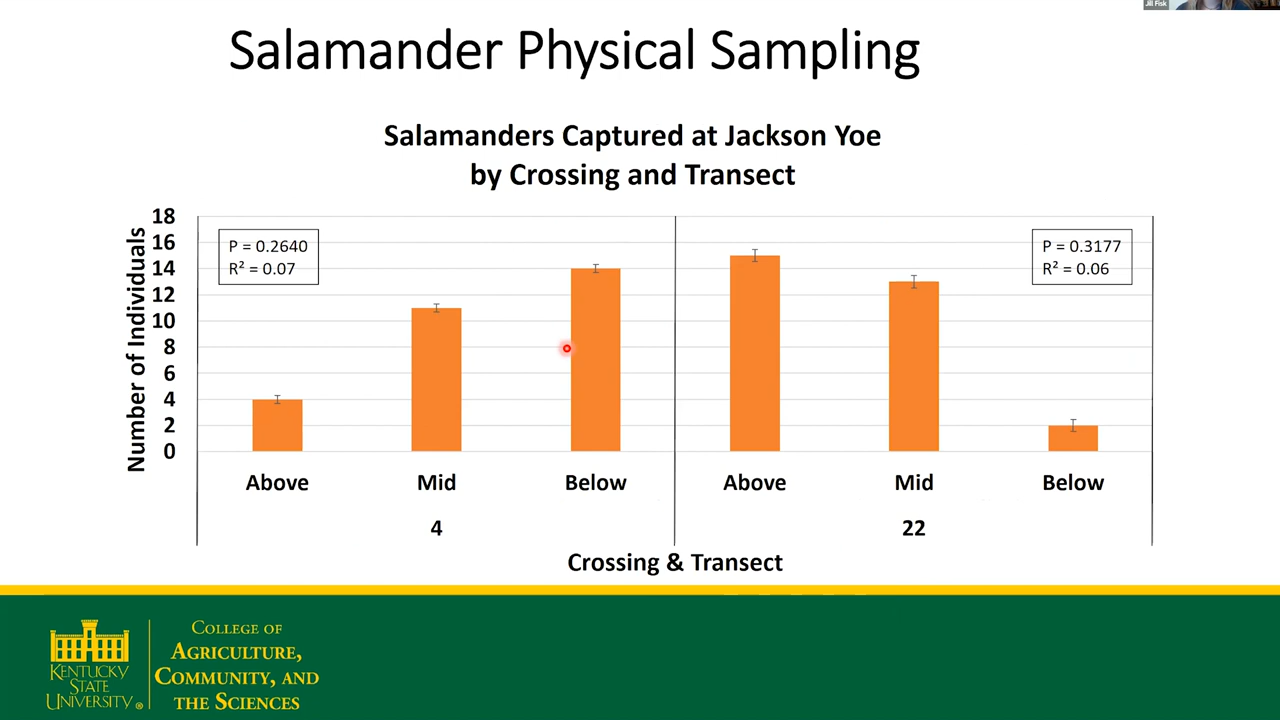 Jill Fisk
Salamander Physical Sampling
Salamanders Captured at Jackson Yoe
by Crossing and Transect
Number of Individuals
18
16
14
12
10
8
6
4
2
0
P = 0.2640
R² = 0.07
P = 0.3177
R² = 0.06
Above Mid Below Above Mid Below
4 22
Crossing & Transect
KENTUCKY
STATE
UNIVERSITY®
COLLEGE OF
AGRICULTURE,
COMMUNITY, AND
THE SCIENCES